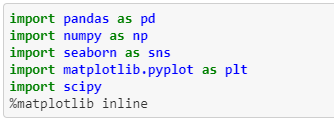 import pandas as pd
import numpy as np
import seaborn as sns
import matplotlib.pyplot as plt
import scipy
%matplotlib inline